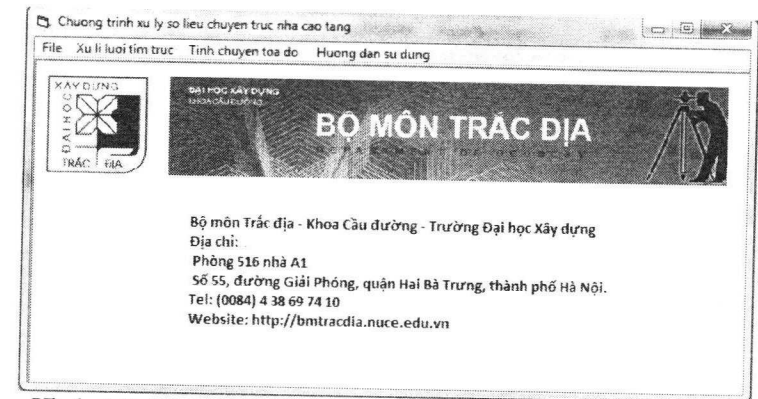 Chuong trinh xu ly so lieu chuyen truc nha cao tang
File Xu li luoi tim truc Tinh chuyen toa do Huong dan su dung
XÂY DỰNG
ĐẠI HỌC
TRẮC ĐỊA
ĐẠI HỌC XÂY DỰNG
KHOA CẦU ĐƯỜNG
BỘ MÔN TRẮC ĐỊA
Bộ môn Trắc địa - Khoa Cầu đường - Trường Đại học Xây dựng
Địa chỉ:
Phòng 516 nhà A1
Số 55, đường Giải Phóng, quận Hai Bà Trưng, thành phố Hà Nội.
Tel: (0084) 4 38 69 74 10
Website: http://bmtracdia.nuce.edu.vn